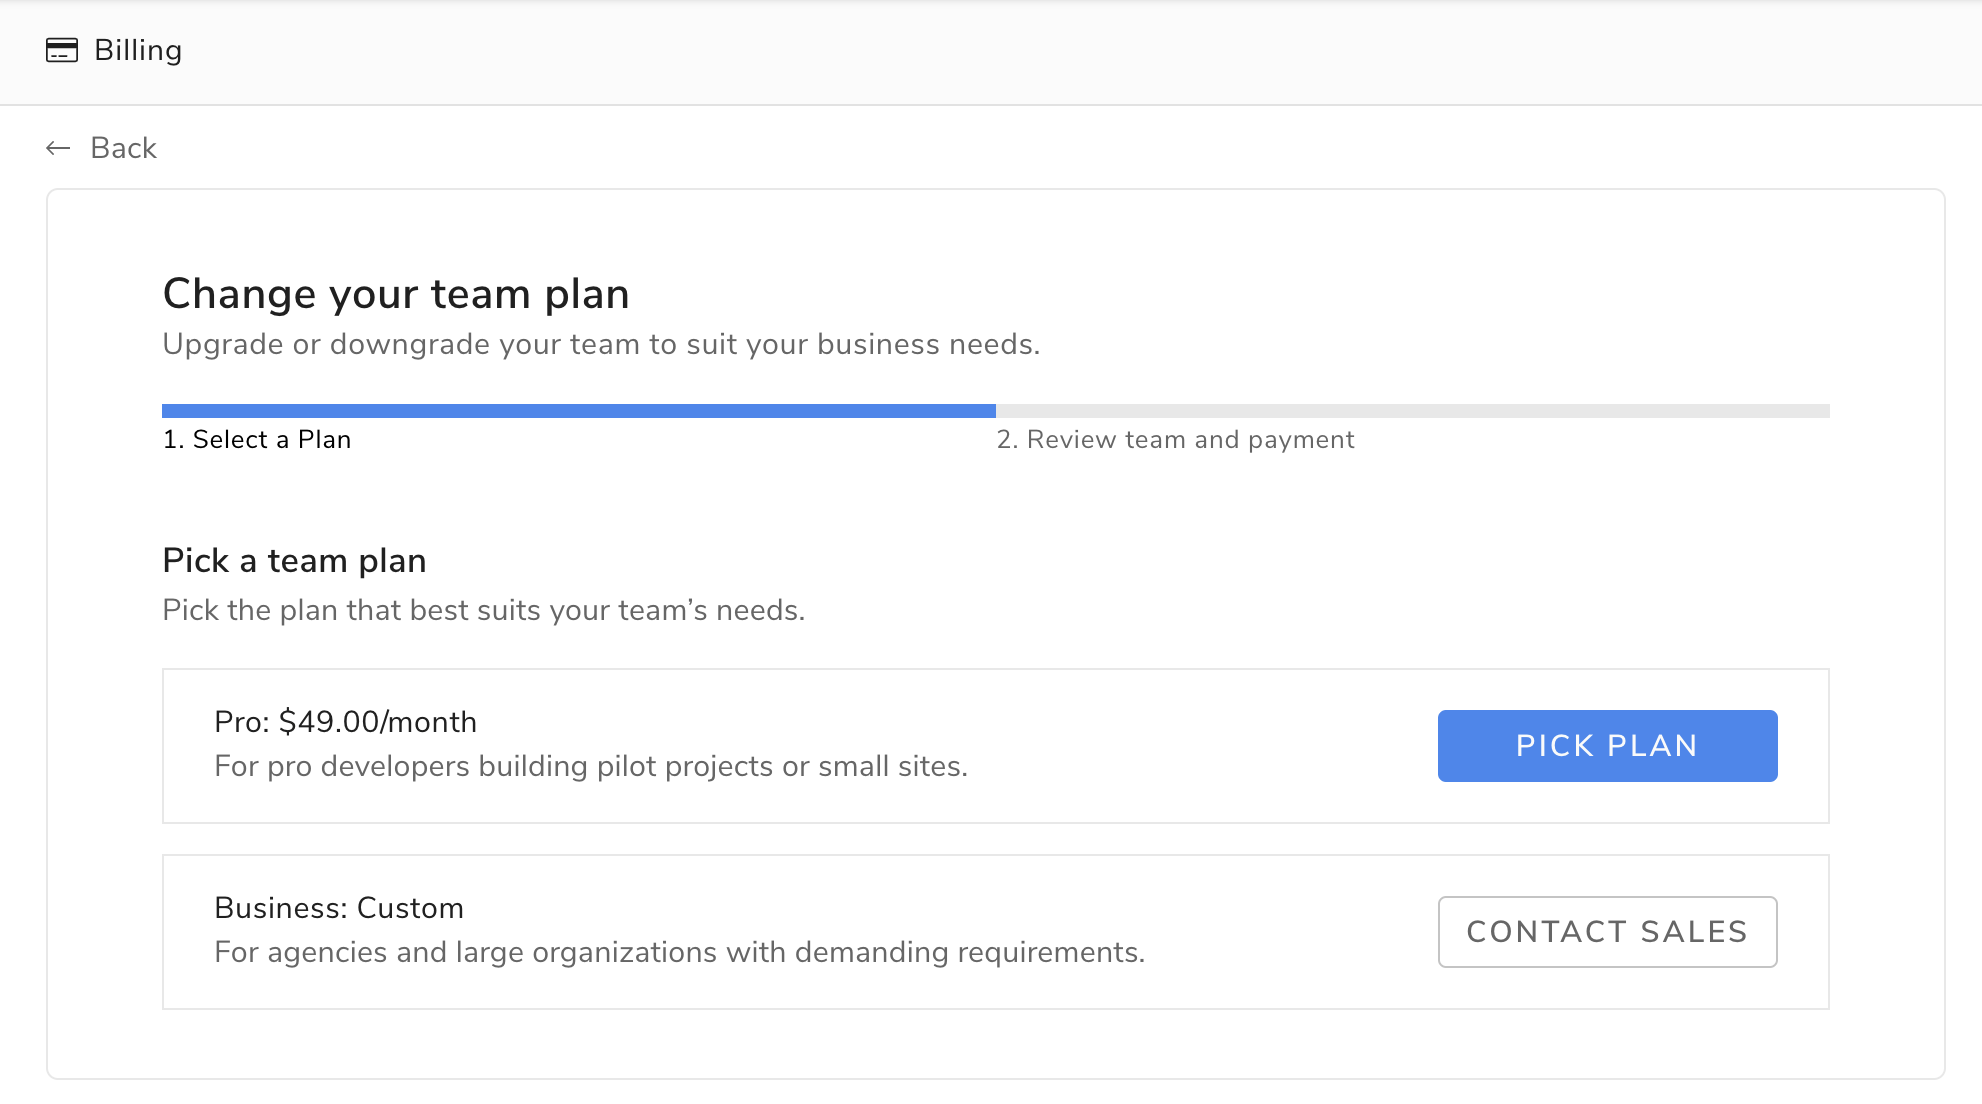 Billing
Back
Change your team plan
Upgrade or downgrade your team to suit your business needs.
1. Select a Plan
2. Review team and payment
Pick a team plan
Pick the plan that best suits your team’s needs.
Pro: $49.00/month
For pro developers building pilot projects or small sites.
PICK PLAN
Business: Custom
For agencies and large organizations with demanding requirements.
CONTACT SALES